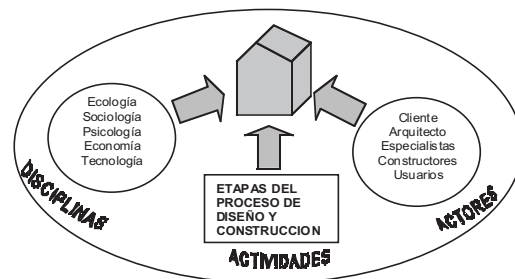 Ecología
Sociología
Psicología
Economía
Tecnología
DISCIPLINAS
ETAPAS DEL
PROCESO DE
DISEÑO Y
CONSTRUCCION
ACTIVIDADES
Cliente
Arquitecto
Especialistas
Constructores
Usuarios
ACTORES